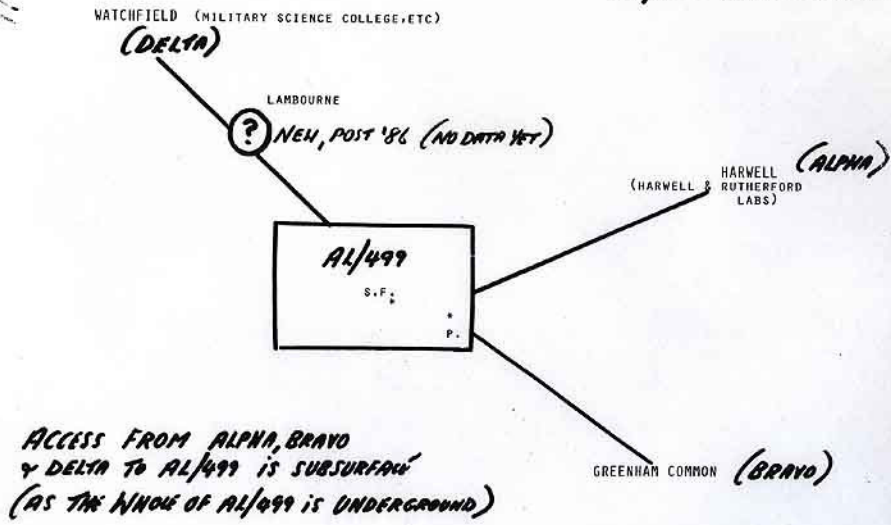 WATCHFIELD (MILITARY SCIENCE COLLEGE,ETC)
(DELTA)
LAMBOURNE
?
NEW, POST '86 (NO DATA YET)
HARWELL (ALPHA)
(HARWELL & RUTHERFORD
LABS)
AL/499
S.F.
P.
ACCESS FROM ALPHA, BRAVO
& DELTA TO AL/499 IS SUBSURFACE
(AS THE WHOLE OF AL/499 IS UNDERGROUND)
GREENHAM COMMON (BRAVO)